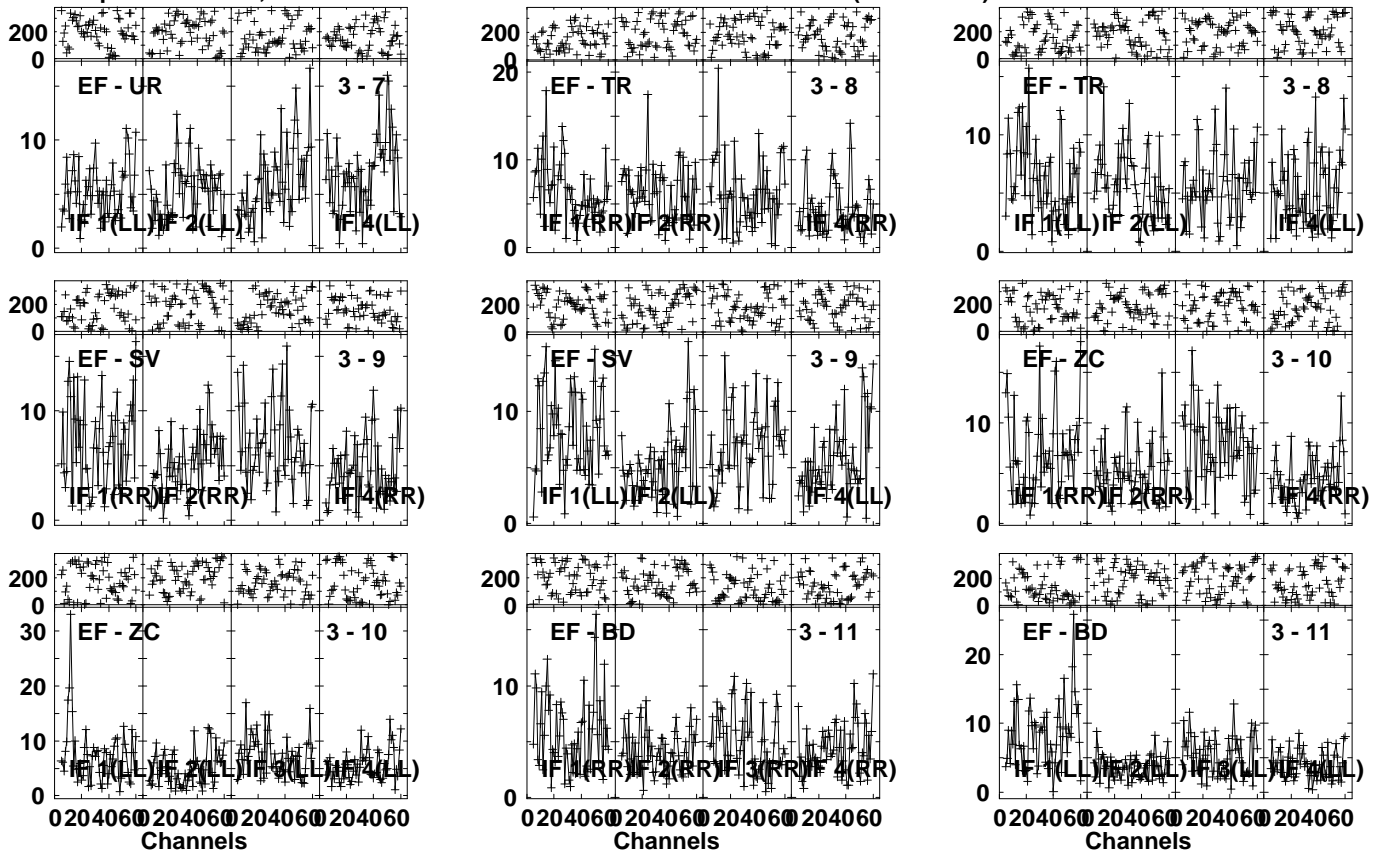 200 200 200
0 0 0
EF - UR 3 - 7 20 EF - TR 3 - 8 EF - TR 3 - 8
10 10 10
IF 1(LL) IF 2(LL) IF 4(LL) IF 1(RR) IF 2(RR) IF 4(RR) IF 1(LL) IF 2(LL) IF 4(LL)
0 0 0
200 200 200
0 0 0
EF - SV 3 - 9 EF - SV 3 - 9 EF - ZC 3 - 10
10 10 10
IF 1(RR) IF 2(RR) IF 4(RR) IF 1(LL) IF 2(LL) IF 4(LL) IF 1(RR) IF 2(RR) IF 4(RR)
0 0 0
200 200 200
0 0 0
30 EF - ZC 3 - 10 EF - BD 3 - 11 EF - BD 3 - 11
20 10 20
10 10
IF 1(LL) IF 2(LL) IF 3(LL) IF 4(LL) IF 1(RR) IF 2(RR) IF 3(RR) IF 4(RR) IF 1(LL) IF 2(LL) IF 3(LL) IF 4(LL)
0 0 0
0 20 40 60 0 20 40 60 0 20 40 60 0 20 40 60 0 20 40 60 0 20 40 60 0 20 40 60 0 20 40 60 0 20 40 60 0 20 40 60 0 20 40 60 0 20 40 60
Channels Channels Channels